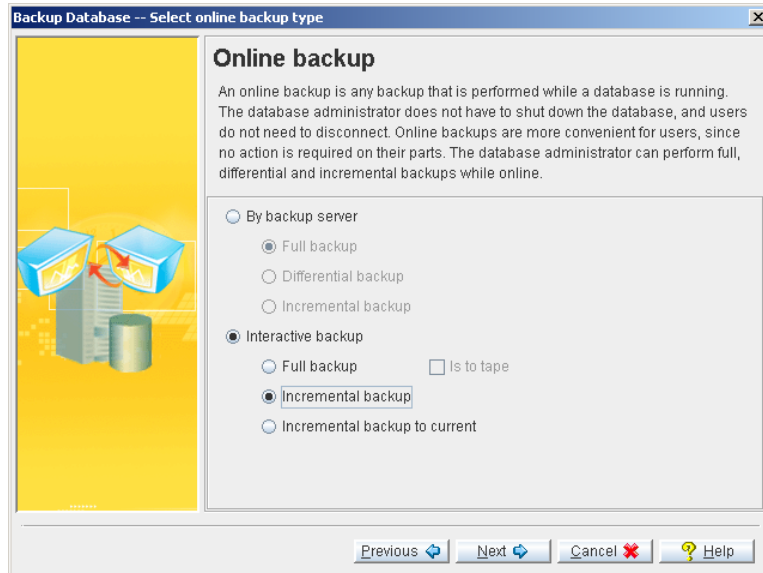 Backup Database -- Select online backup type
Online backup
An online backup is any backup that is performed while a database is running.
The database administrator does not have to shut down the database, and users
do not need to disconnect. Online backups are more convenient for users, since
no action is required on their parts. The database administrator can perform full,
differential and incremental backups while online.
By backup server
Full backup
Differential backup
Incremental backup
Interactive backup
Full backup Is to tape
Incremental backup
Incremental backup to current
Previous Next Cancel Help